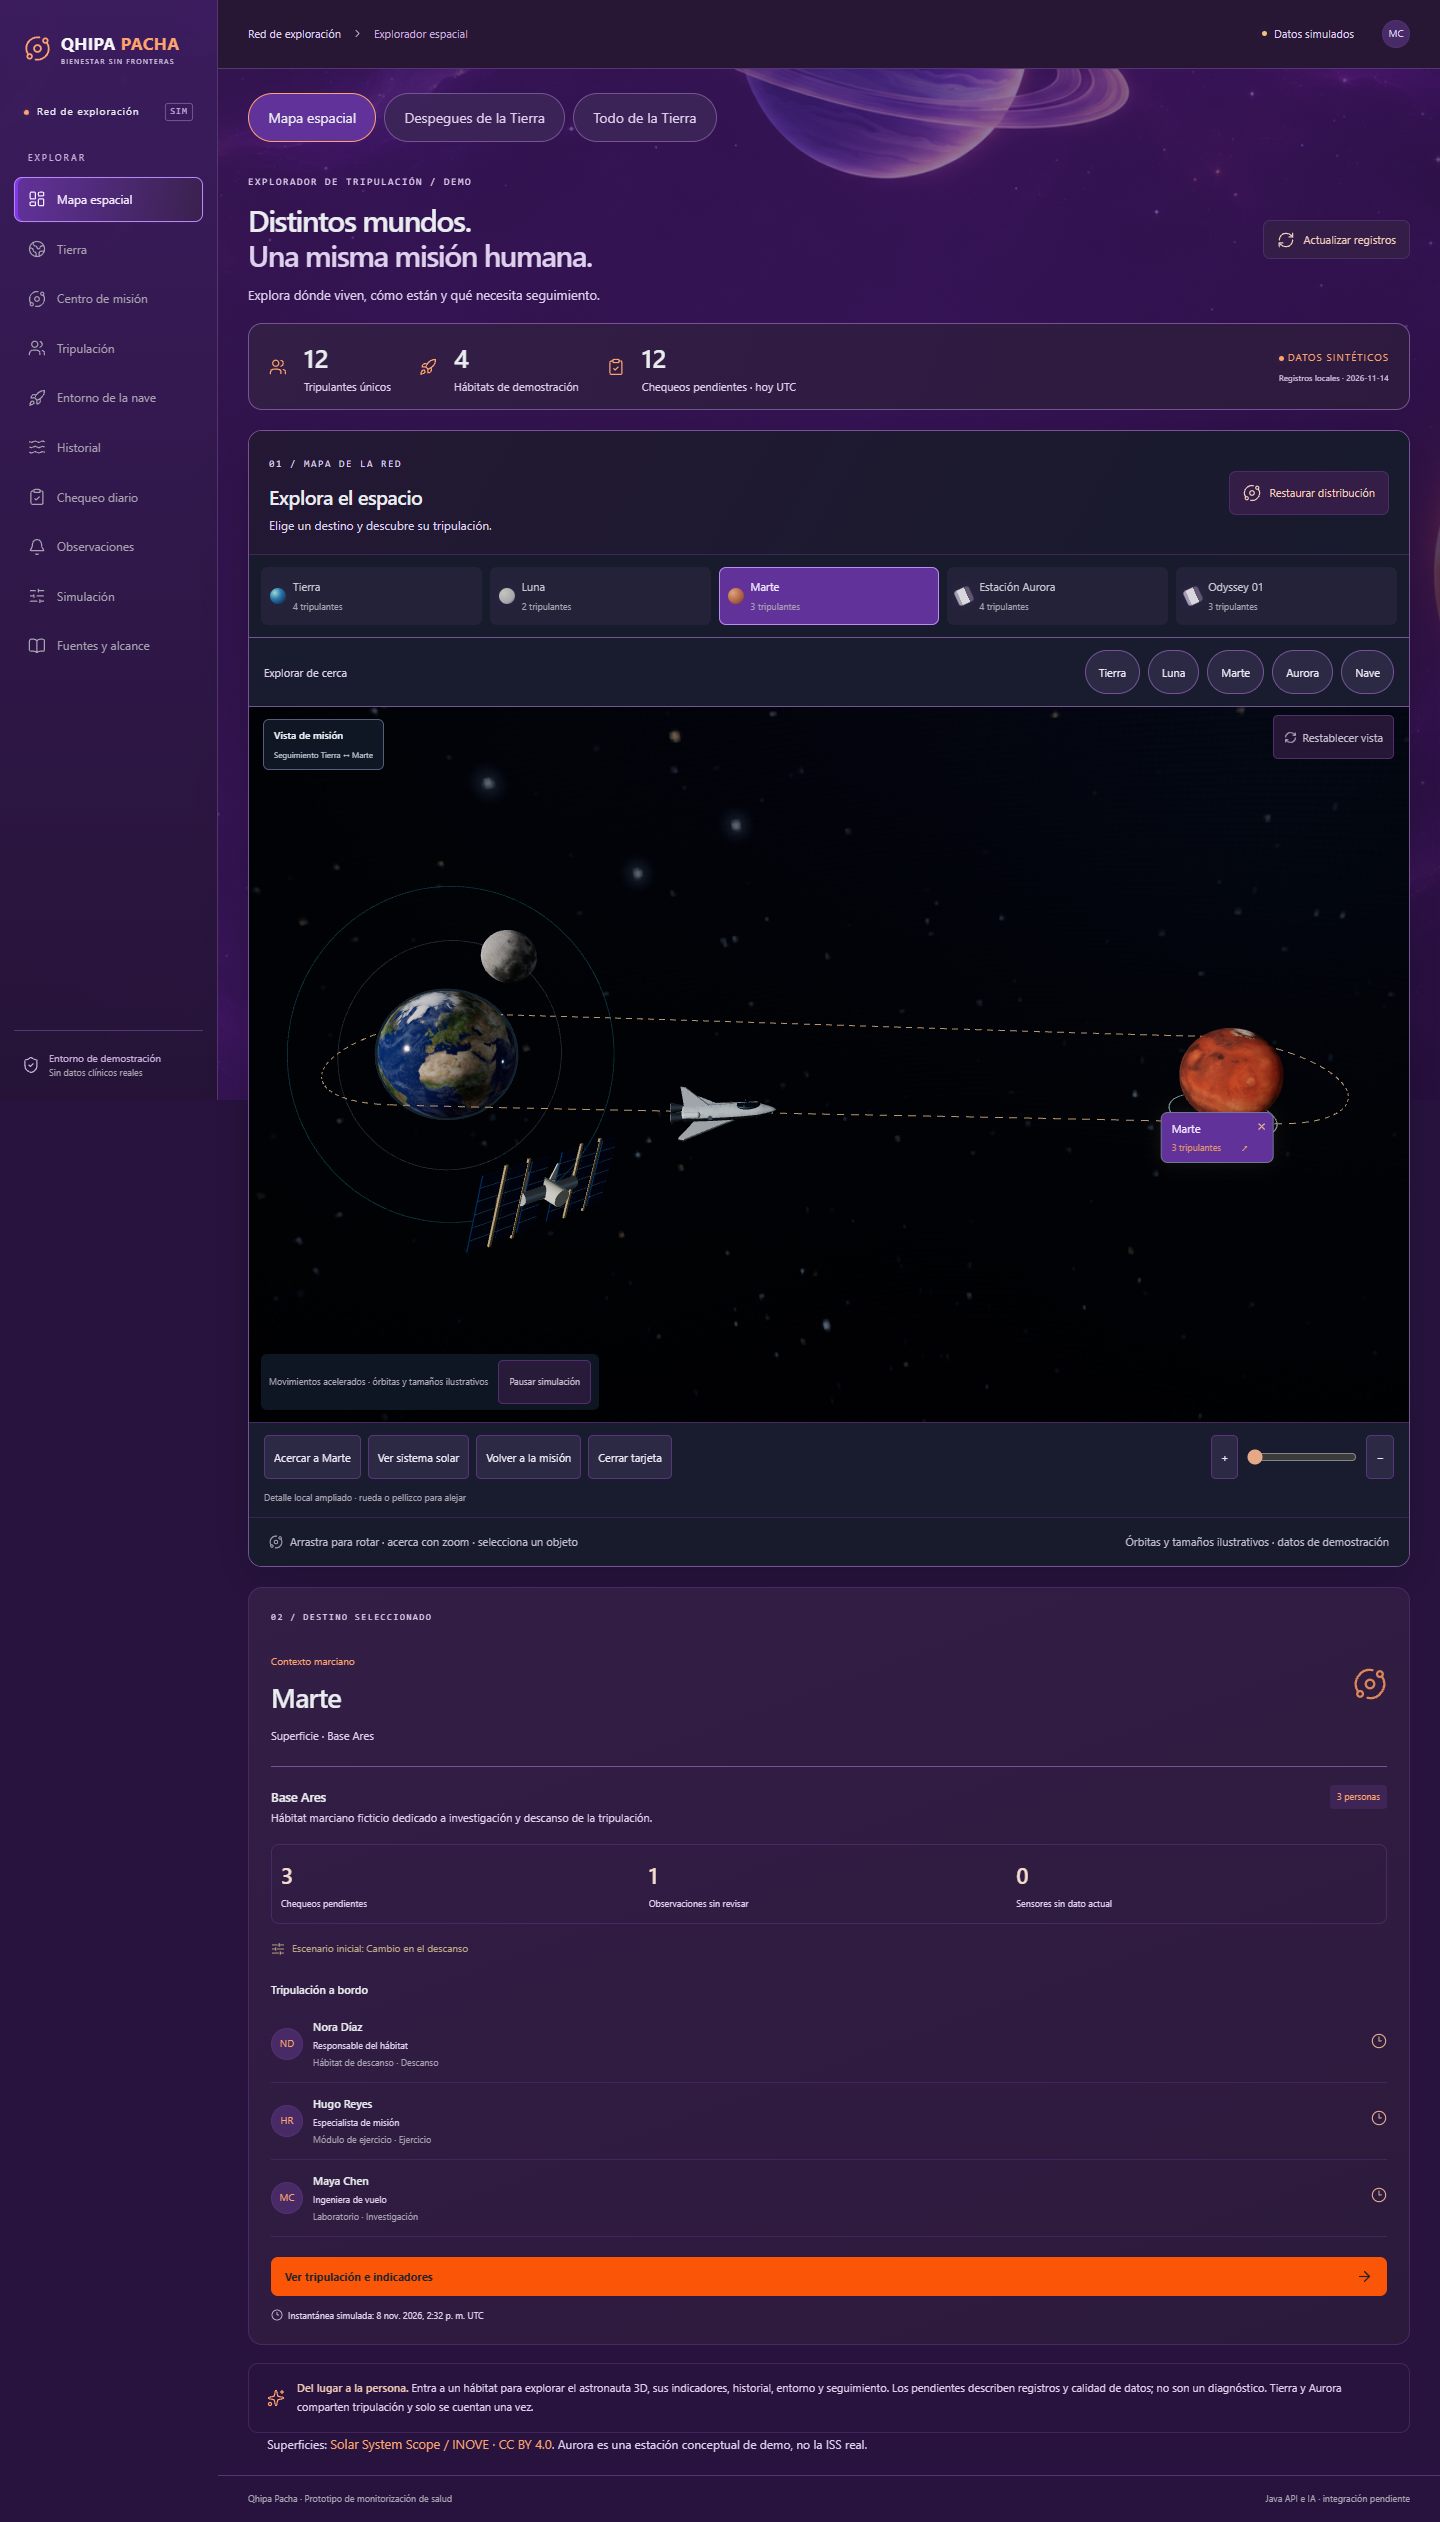 QHIPA PACHA
BIENESTAR SIN FRONTERAS
Red de exploración
SIM
EXPLORAR
Mapa espacial
Tierra
Centro de misión
Tripulación
Entorno de la nave
Historial
Chequeo diario
Observaciones
Simulación
Fuentes y alcance
Entorno de demostración
Sin datos clínicos reales
Red de exploración
Explorador espacial
Datos simulados
MC
Mapa espacial
Despegues de la Tierra
Todo de la Tierra
EXPLORADOR DE TRIPULACIÓN / DEMO
Distintos mundos.
Una misma misión humana.
Explora dónde viven, cómo están y qué necesita seguimiento.
Actualizar registros
12
Tripulantes únicos
4
Hábitats de demostración
12
Chequeos pendientes · hoy UTC
DATOS SINTÉTICOS
Registros locales · 2026-11-14
01 / MAPA DE LA RED
Explora el espacio
Elige un destino y descubre su tripulación.
Restaurar distribución
Tierra
4 tripulantes
Luna
2 tripulantes
Marte
3 tripulantes
Estación Aurora
4 tripulantes
Odyssey 01
3 tripulantes
Explorar de cerca
Tierra
Luna
Marte
Aurora
Nave
Vista de misión
Seguimiento Tierra ↔ Marte
Restablecer vista
Marte
×
3 tripulantes ↗
Movimientos acelerados · órbitas y tamaños ilustrativos
Pausar simulación
Acercar a Marte
Ver sistema solar
Volver a la misión
Cerrar tarjeta
+
−
Detalle local ampliado · rueda o pellizco para alejar
Arrastra para rotar · acerca con zoom · selecciona un objeto
Órbitas y tamaños ilustrativos · datos de demostración
02 / DESTINO SELECCIONADO
Contexto marciano
Marte
Superficie · Base Ares
Base Ares
Hábitat marciano ficticio dedicado a investigación y descanso de la tripulación.
3 personas
3
Chequeos pendientes
1
Observaciones sin revisar
0
Sensores sin dato actual
Escenario inicial: Cambio en el descanso
Tripulación a bordo
ND
Nora Díaz
Responsable del hábitat
Hábitat de descanso · Descanso
HR
Hugo Reyes
Especialista de misión
Módulo de ejercicio · Ejercicio
MC
Maya Chen
Ingeniera de vuelo
Laboratorio · Investigación
Ver tripulación e indicadores
Instantánea simulada: 8 nov. 2026, 2:32 p. m. UTC
Del lugar a la persona. Entra a un hábitat para explorar el astronauta 3D, sus indicadores, historial, entorno y seguimiento. Los pendientes describen registros y calidad de datos; no son un diagnóstico. Tierra y Aurora
comparten tripulación y solo se cuentan una vez.
Superficies: Solar System Scope / INOVE · CC BY 4.0. Aurora es una estación conceptual de demo, no la ISS real.
Qhipa Pacha · Prototipo de monitorización de salud
Java API e IA · integración pendiente